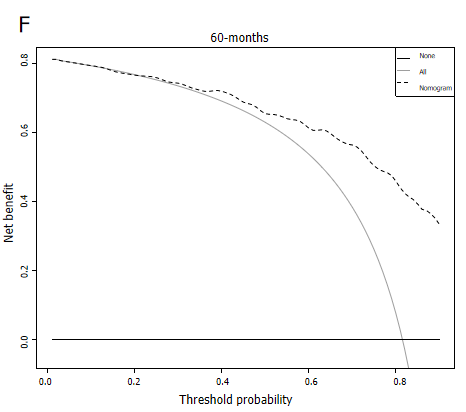 F
60-months
None
All
Nomogram
Net benefit
0.8
0.6
0.4
0.2
0.0
0.0 0.2 0.4 0.6 0.8
Threshold probability